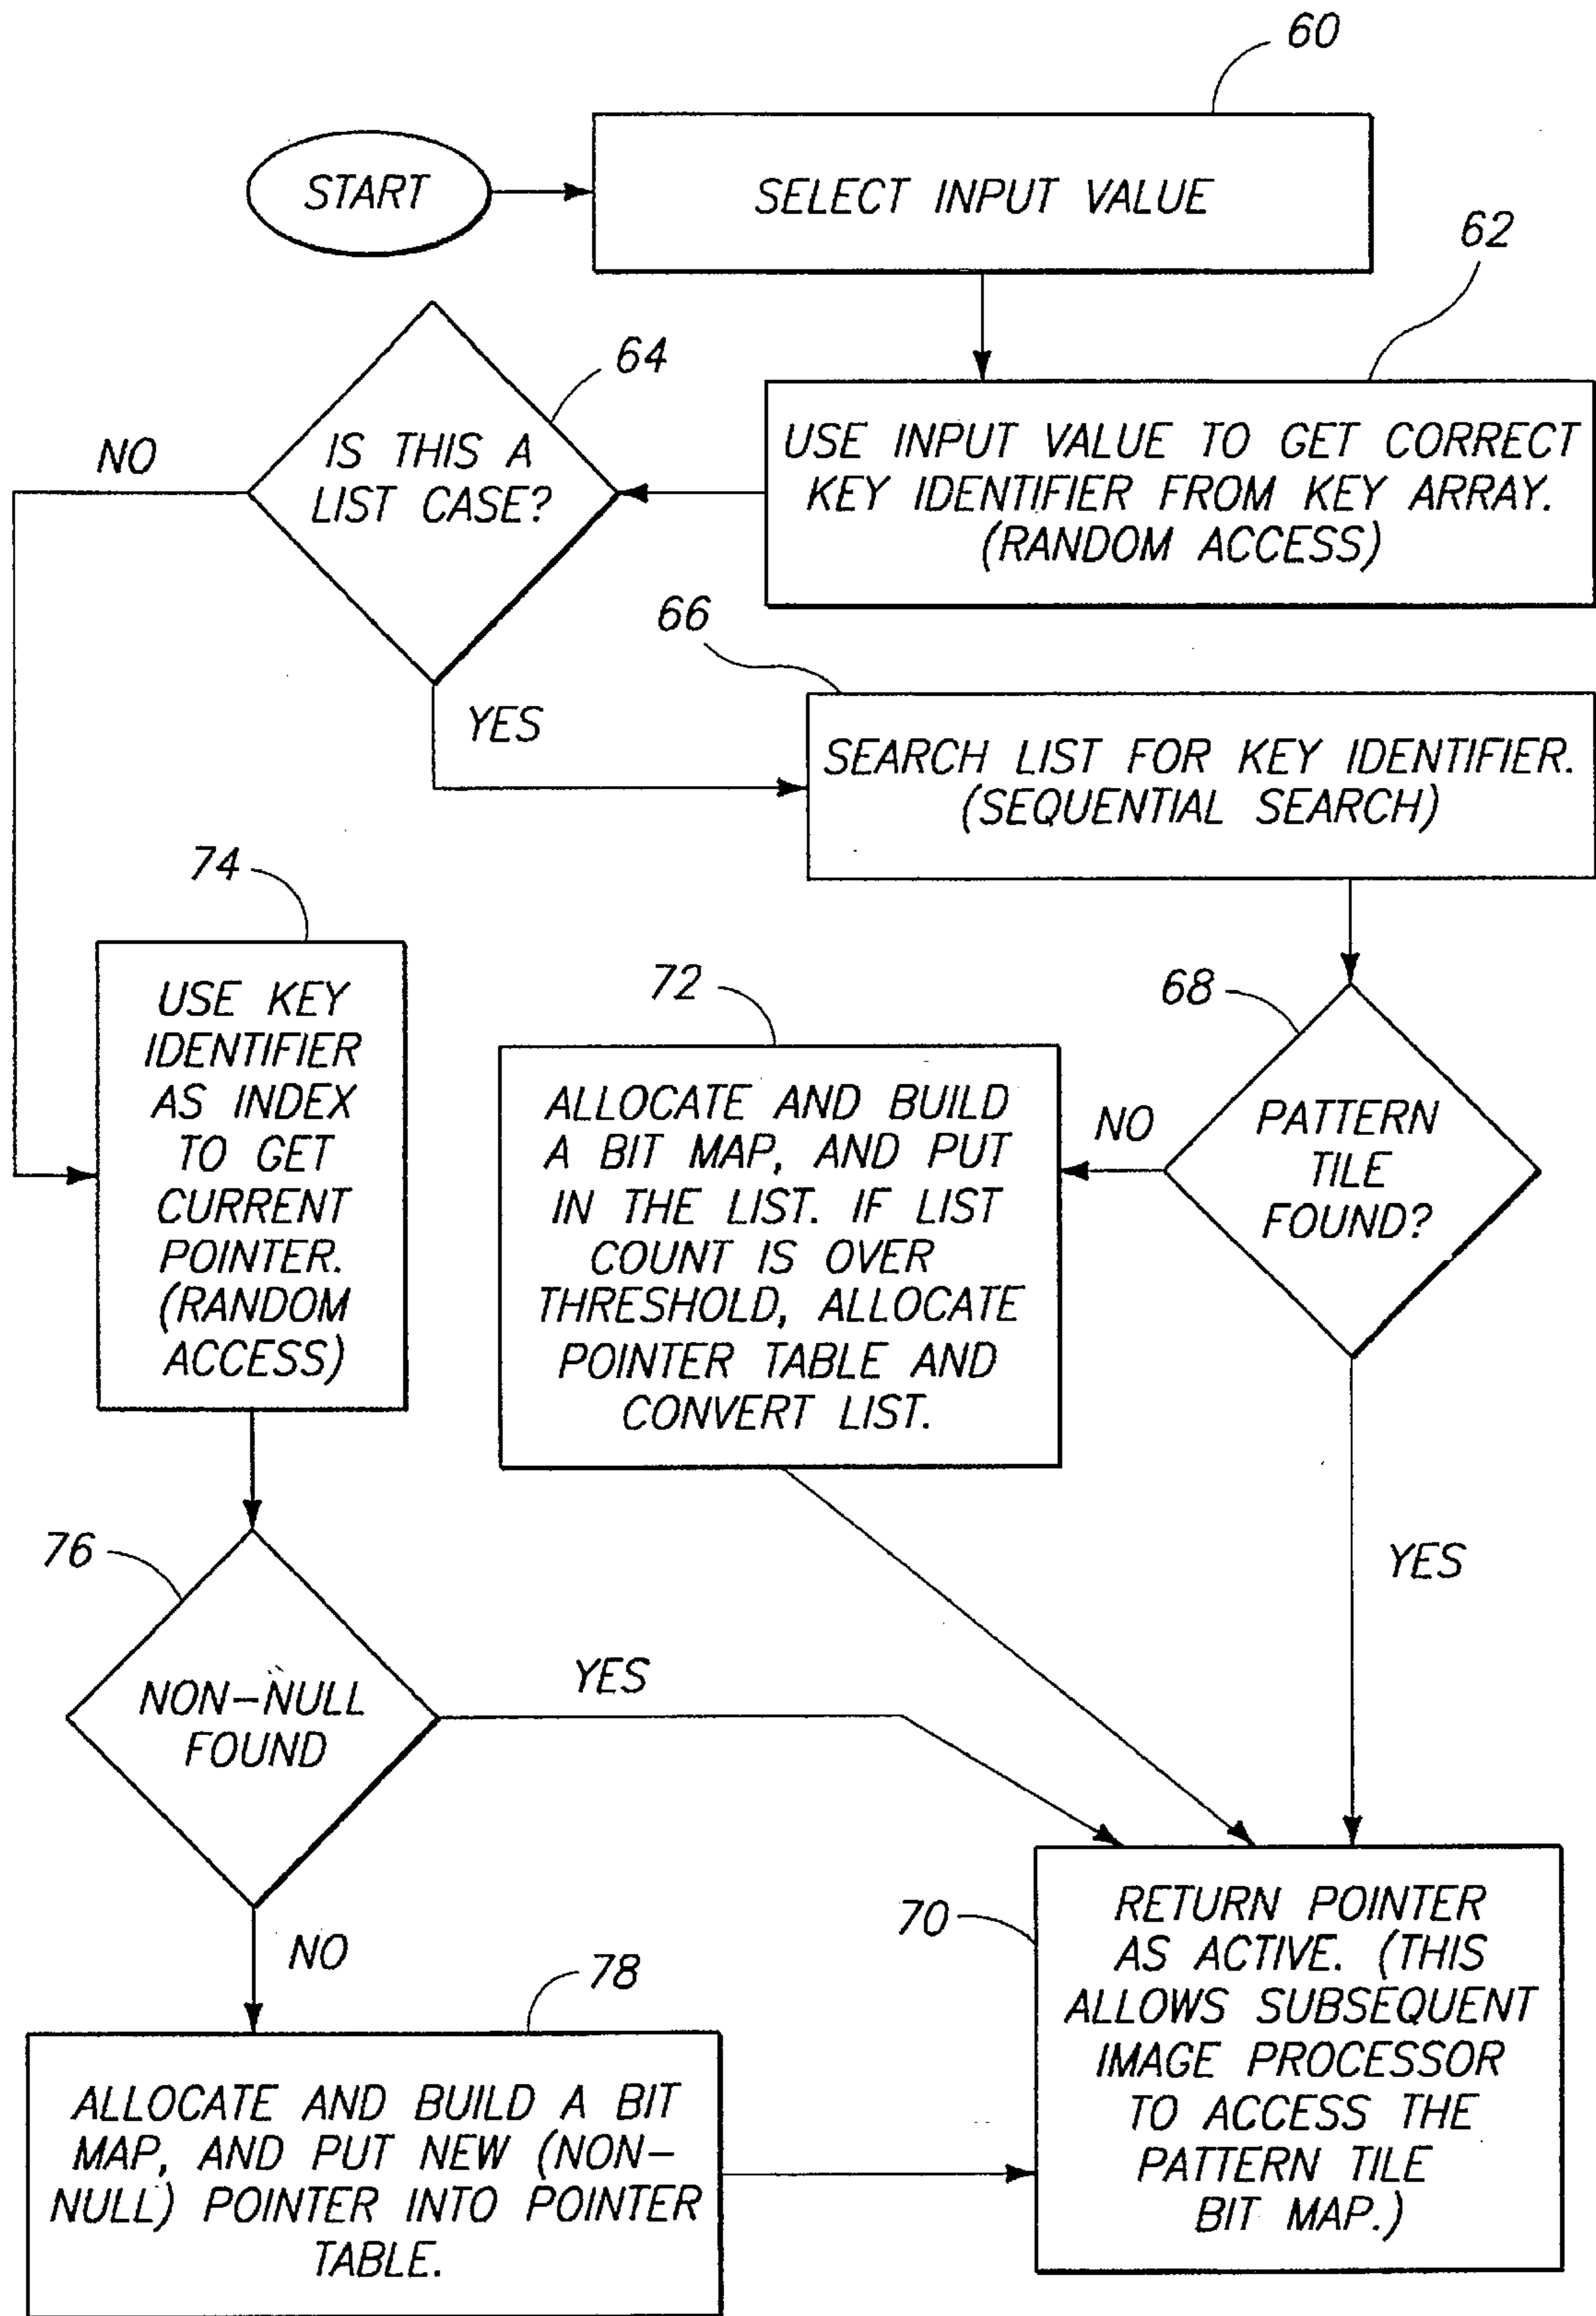 60
START
SELECT INPUT VALUE
62
64
IS THIS A
LIST CASE?
NO
USE INPUT VALUE TO GET CORRECT
KEY IDENTIFIER FROM KEY ARRAY.
(RANDOM ACCESS)
66
YES
SEARCH LIST FOR KEY IDENTIFIER.
(SEQUENTIAL SEARCH)
74
USE KEY
IDENTIFIER
AS INDEX
TO GET
CURRENT
POINTER.
(RANDOM
ACCESS)
72
ALLOCATE AND BUILD
A BIT MAP, AND PUT
IN THE LIST. IF LIST
COUNT IS OVER
THRESHOLD, ALLOCATE
POINTER TABLE AND
CONVERT LIST.
68
NO
PATTERN
TILE
FOUND?
YES
76
NON-NULL
FOUND
YES
NO
78
ALLOCATE AND BUILD A BIT
MAP, AND PUT NEW (NON-
NULL) POINTER INTO POINTER
TABLE.
70
RETURN POINTER
AS ACTIVE. (THIS
ALLOWS SUBSEQUENT
IMAGE PROCESSOR
TO ACCESS THE
PATTERN TILE
BIT MAP.)